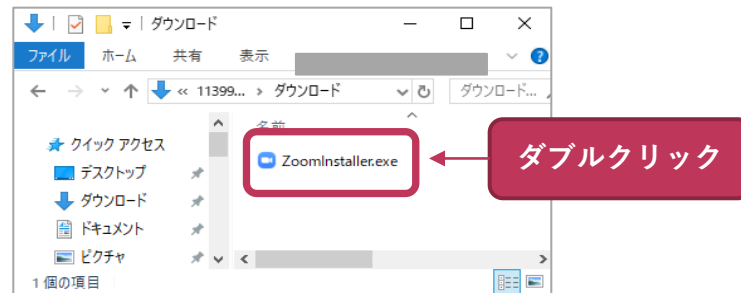 ダウンロード
ファイル ホーム 共有 表示
« 11399... › ダウンロード ダウンロード...
名前
クイック アクセス
ZoomInstaller.exe
ダブルクリック
デスクトップ
ダウンロード
ドキュメント
ピクチャ
1 個の項目